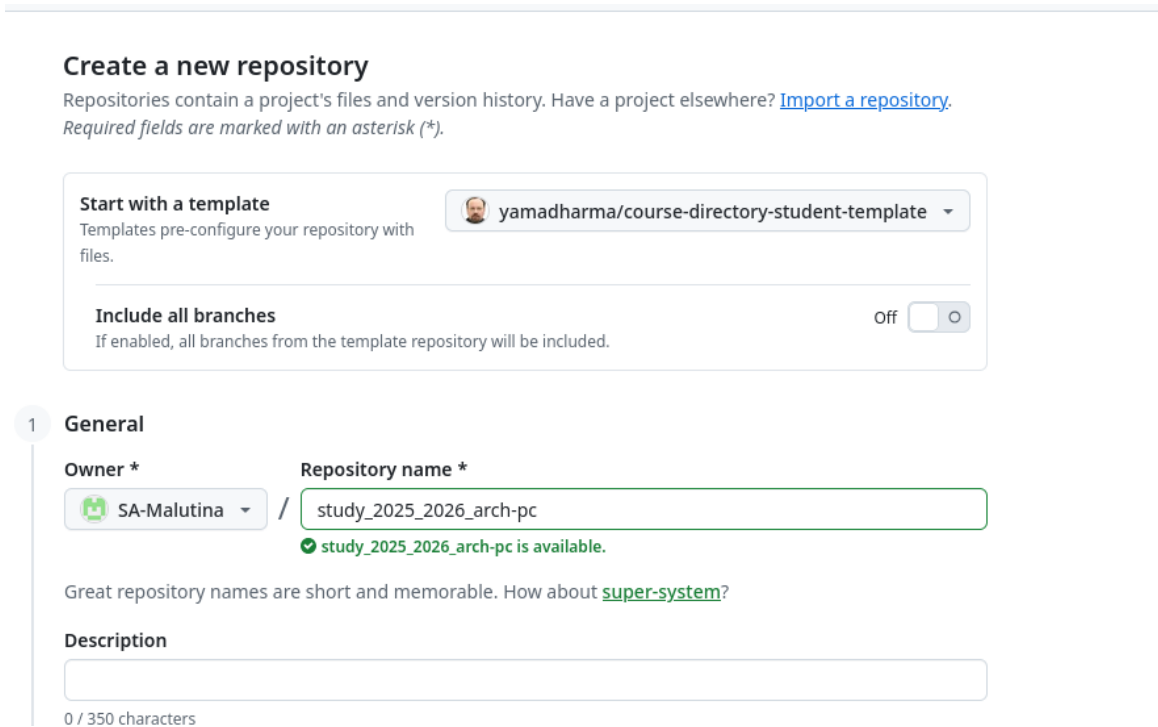 Create a new repository
Repositories contain a project's files and version history. Have a project elsewhere? Import a repository.
Required fields are marked with an asterisk (*).
Start with a template
Templates pre-configure your repository with
files.
yamadharma/course-directory-student-template
Include all branches
If enabled, all branches from the template repository will be included.
Off
1
General
Owner *
Repository name *
SA-Malutina
/
study_2025_2026_arch-pc
study_2025_2026_arch-pc is available.
Great repository names are short and memorable. How about super-system?
Description
0 / 350 characters